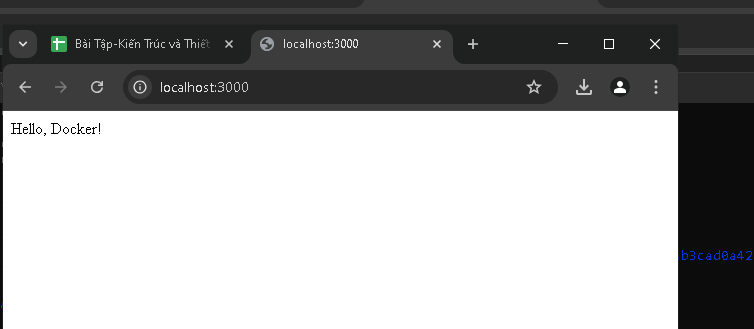 Bài Tập-Kiến Trúc và Thiết
localhost:3000
localhost:3000
Hello, Docker!
b3cad0a42